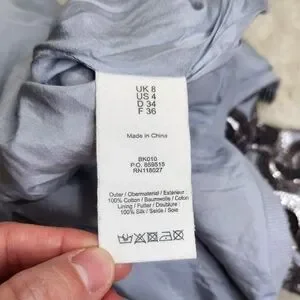 UK 8
US 4
D 34
F 36
Made in China
BK010
P.O. 659515
RN118027
Outer / Obermaterial / Exterieur
100% Cotton / Baumwolle / Coton
Lining / Futter / Doublure
100% Silk / Seide / Soie